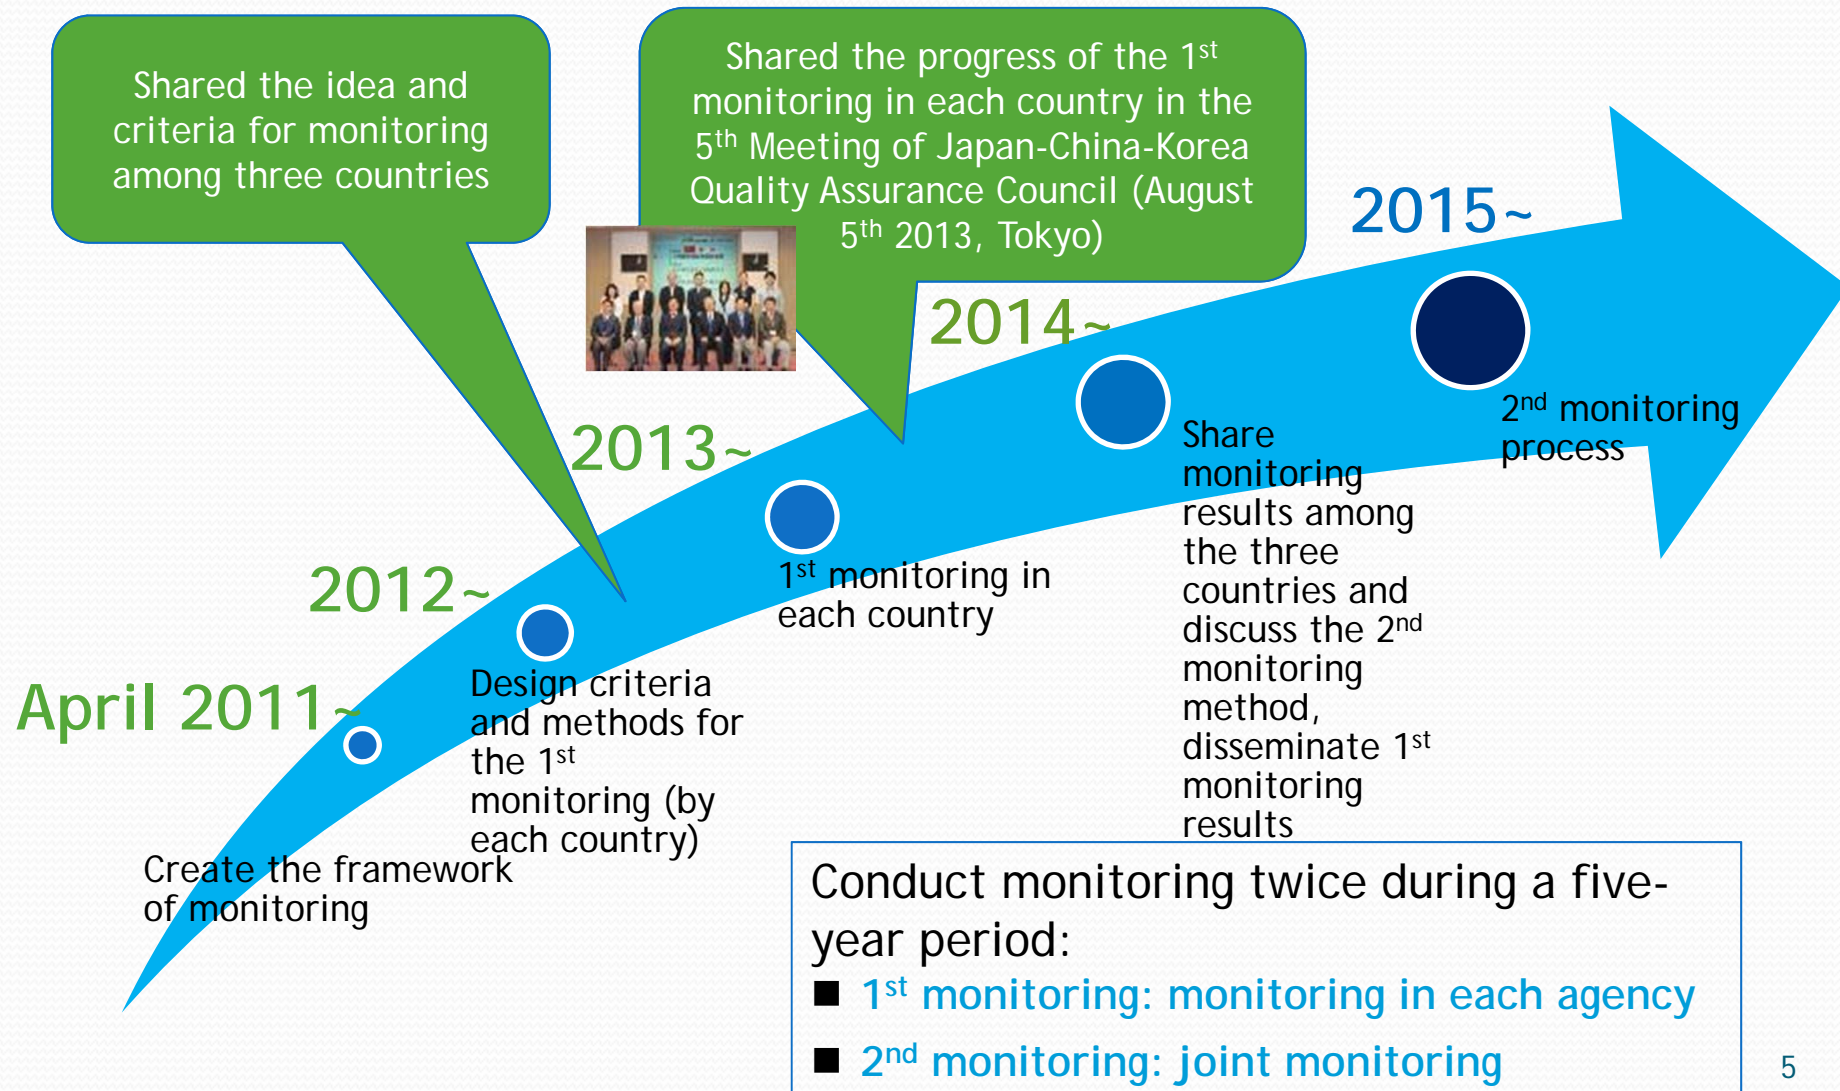 Shared the idea and
criteria for monitoring
among three countries
Shared the progress of the 1st
monitoring in each country in the
5th Meeting of Japan-China-Korea
Quality Assurance Council (August
5th 2013, Tokyo)
2015~
2014~
2013~
2012~
April 2011~
2nd monitoring
process
Share
monitoring
results among
the three
countries and
discuss the 2nd
monitoring
method,
disseminate 1st
monitoring
results
1st monitoring in
each country
Design criteria
and methods for
the 1st
monitoring (by
each country)
Create the framework
of monitoring
Conduct monitoring twice during a five-
year period:
■ 1st monitoring: monitoring in each agency
■ 2nd monitoring: joint monitoring
5